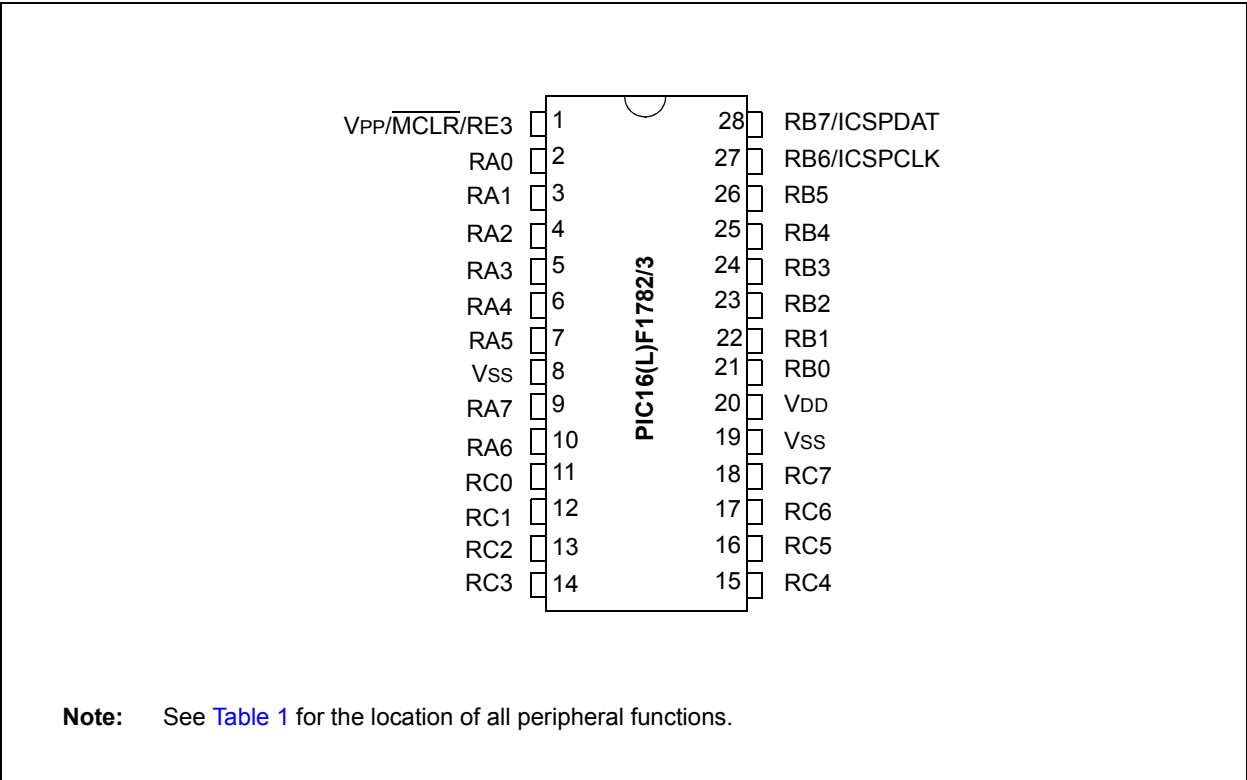 VPP/MCLR/RE3 1 28 RB7/ICSPDAT
RA0 2 27 RB6/ICSPCLK
RA1 3 26 RB5
RA2 4 25 RB4
RA3 5 24 RB3
RA4 6 23 RB2
RA5 7 22 RB1
VSS 8 21 RB0
RA7 9 20 VDD
RA6 10 19 VSS
RC0 11 18 RC7
RC1 12 17 RC6
RC2 13 16 RC5
RC3 14 15 RC4
PIC16(L)F1782/3
Note: See Table 1 for the location of all peripheral functions.